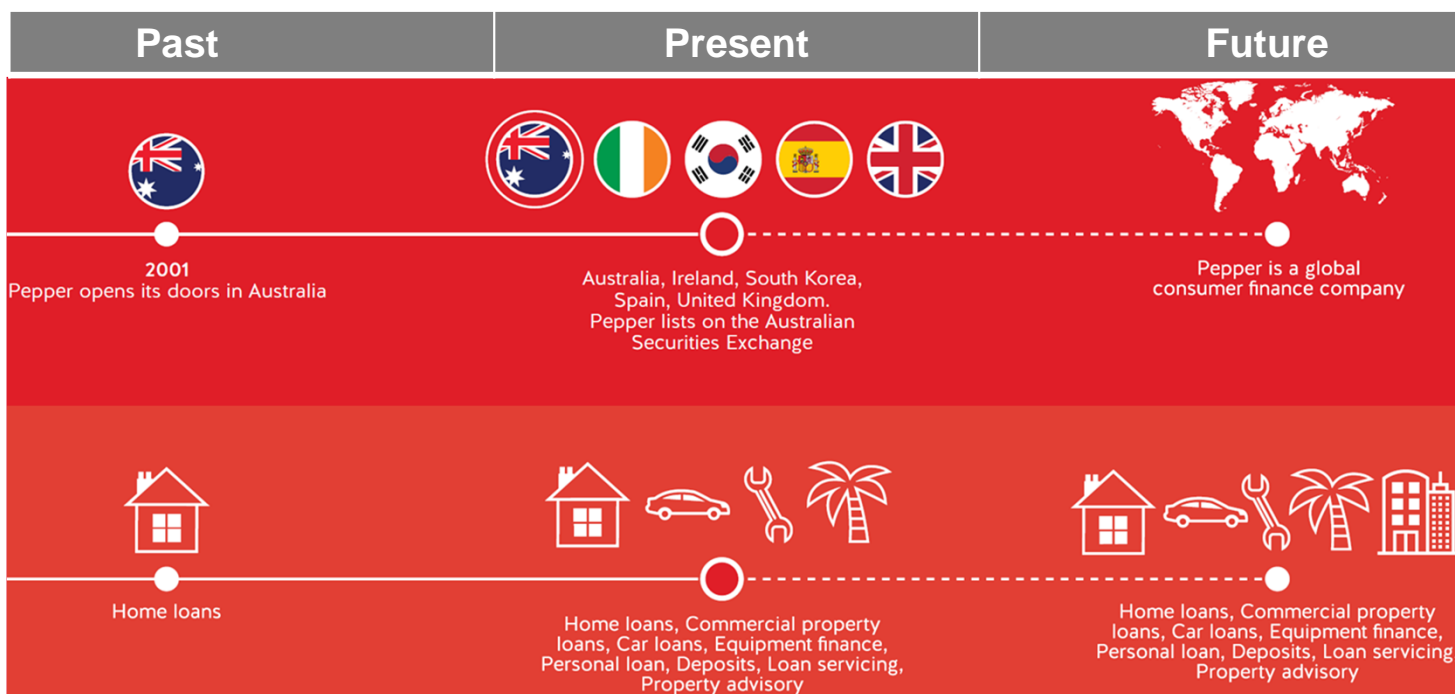 Past
Present
Future
2001
Pepper opens its doors in Australia
Australia, Ireland, South Korea,
Spain, United Kingdom.
Pepper lists on the Australian
Securities Exchange
Pepper is a global
consumer finance company
Home loans
Home loans, Commercial property
loans, Car loans, Equipment finance,
Personal loan, Deposits, Loan servicing,
Property advisory
Home loans, Commercial property
loans, Car loans, Equipment finance,
Personal loan, Deposits, Loan servicing
Property advisory